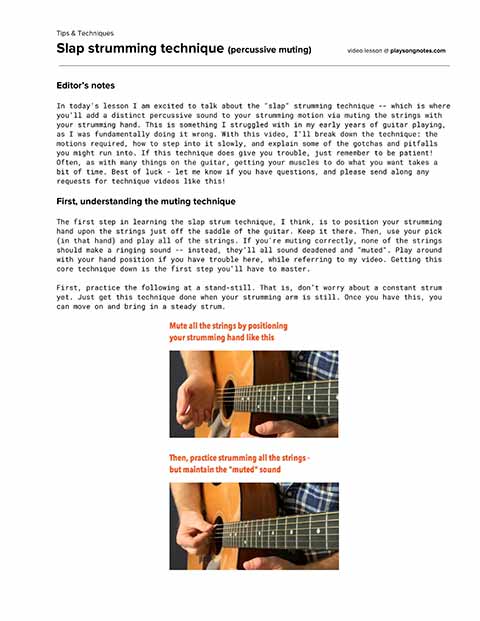 Tips & Techniques
Slap strumming technique (percussive muting)
video lesson @ playsongnotes.com
Editor's notes
In today's lesson I am excited to talk about the "slap" strumming technique -- which is where
you'll add a distinct percussive sound to your strumming motion via muting the strings with
your strumming hand. This is something I struggled with in my early years of guitar playing,
as I was fundamentally doing it wrong. With this video, I'll break down the technique: the
motions required, how to step into it slowly, and explain some of the gotchas and pitfalls
you might run into. If this technique does give you trouble, just remember to be patient!
Often, as with many things on the guitar, getting your muscles to do what you want takes a
bit of time. Best of luck - let me know if you have questions, and please send along any
requests for technique videos like this!
First, understanding the muting technique
The first step in learning the slap strum technique, I think, is to position your strumming
hand upon the strings just off the saddle of the guitar. Keep it there. Then, use your pick
(in that hand) and play all of the strings. If you're muting correctly, none of the strings
should make a ringing sound -- instead, they'll all sound deadened and "muted". Play around
with your hand position if you have trouble here, while referring to my video. Getting this
core technique down is the first step you'll have to master.
First, practice the following at a stand-still. That is, don't worry about a constant strum
yet. Just get this technique done when your strumming arm is still. Once you have this, you
can move on and bring in a steady strum.
Mute all the strings by positioning
your strumming hand like this
Then, practice strumming all the strings -
but maintain the "muted" sound